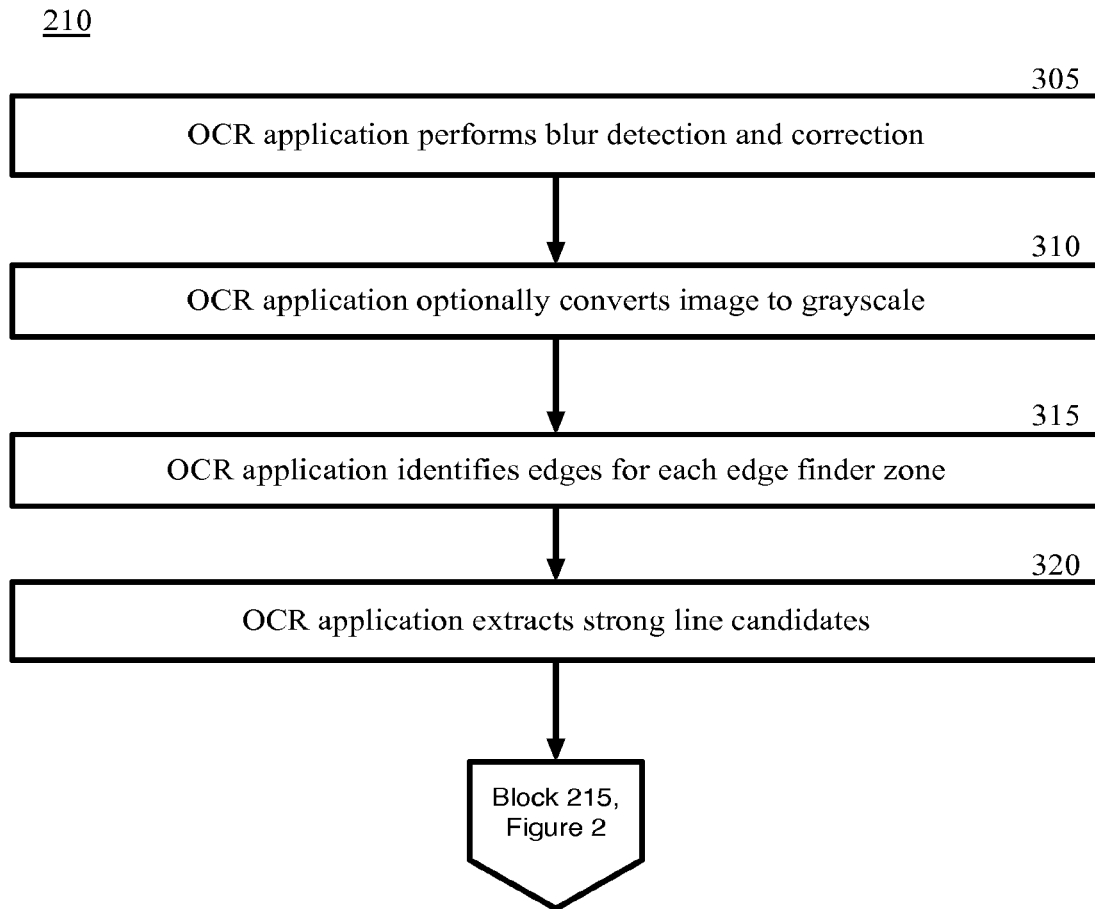 210
305
OCR application performs blur detection and correction
310
OCR application optionally converts image to grayscale
315
OCR application identifies edges for each edge finder zone
320
OCR application extracts strong line candidates
Block 215,
Figure 2